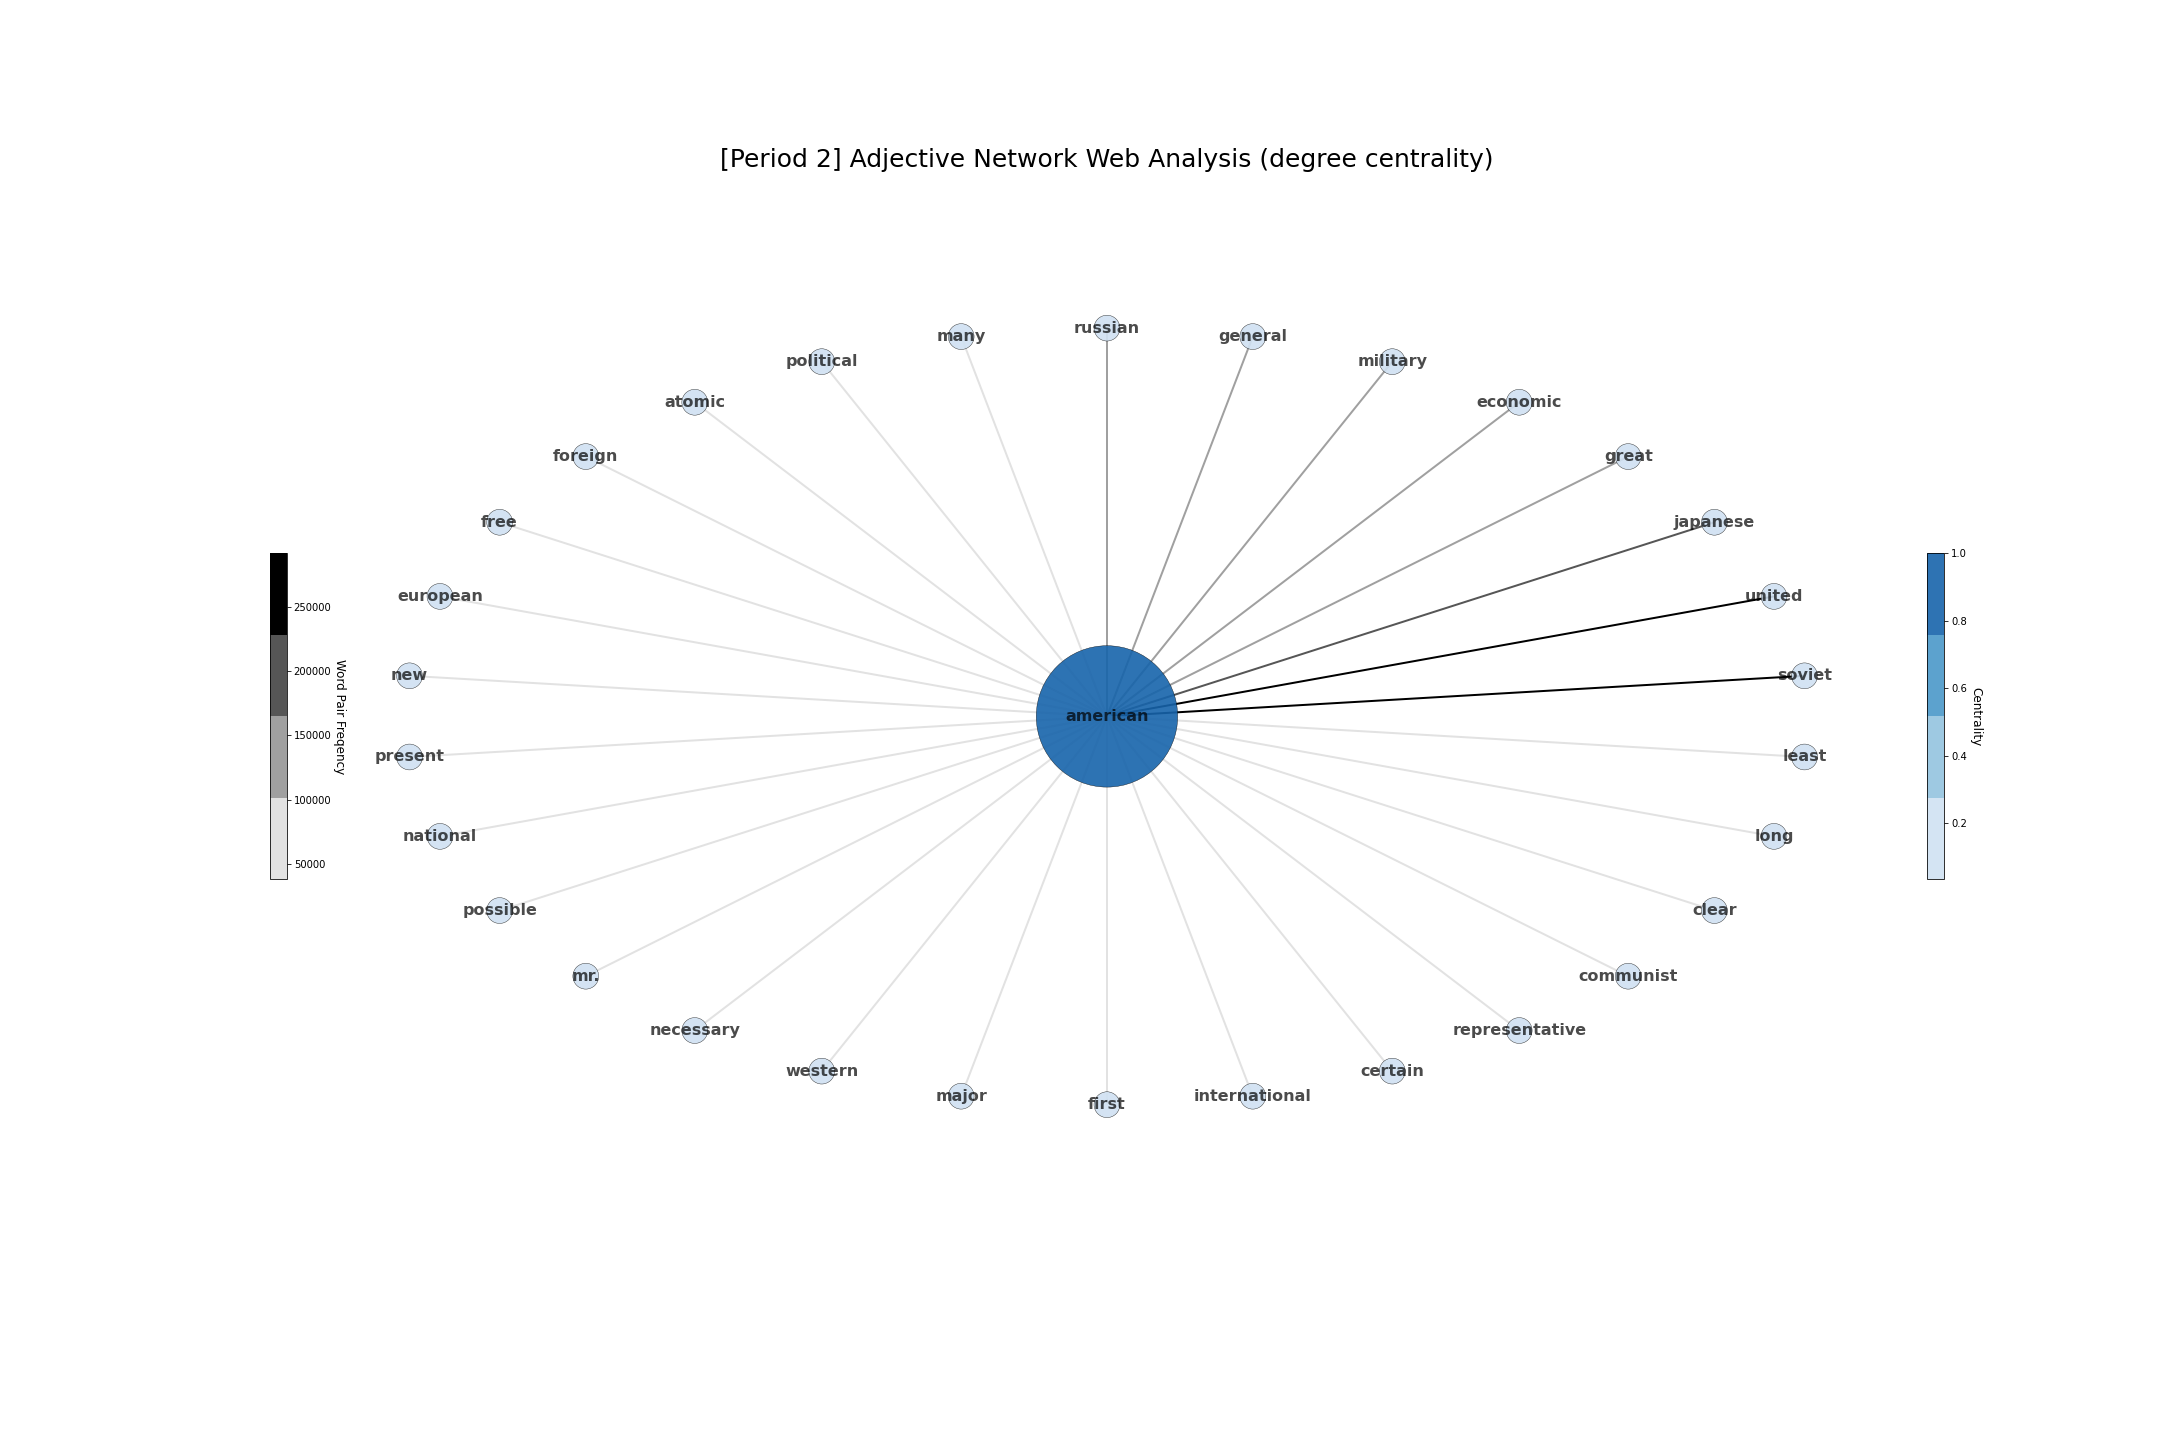 [Period 2] Adjective Network Web Analysis (degree centrality)
russian
many
general
political
military
atomic
economic
foreign
great
free
japanese
european
united
new
soviet
american
present
least
national
long
possible
clear
mr.
communist
necessary
representative
western
certain
major
international
first
250000
200000
150000
100000
50000
Word Pair Freqency
1.0
0.8
0.6
0.4
0.2
Centrality